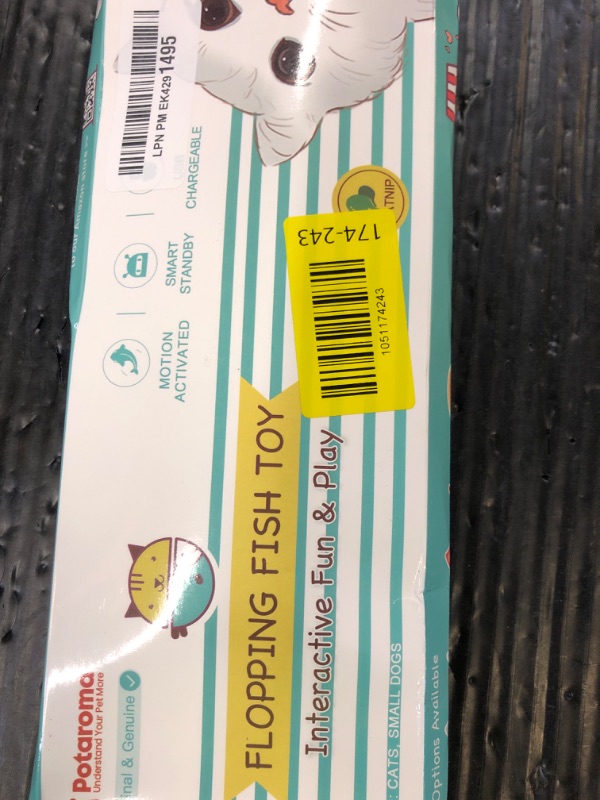 Potaroma
Understand Your Pet More
nal & Genuine
FLOPPING FISH TOY
Interactive Fun & Play
: CATS, SMALL DOGS
Options Available
MOTION
ACTIVATED
SMART
STANDBY
CHARGEABLE
TNIP
LPN PM EK4291495
174-243
1051174243